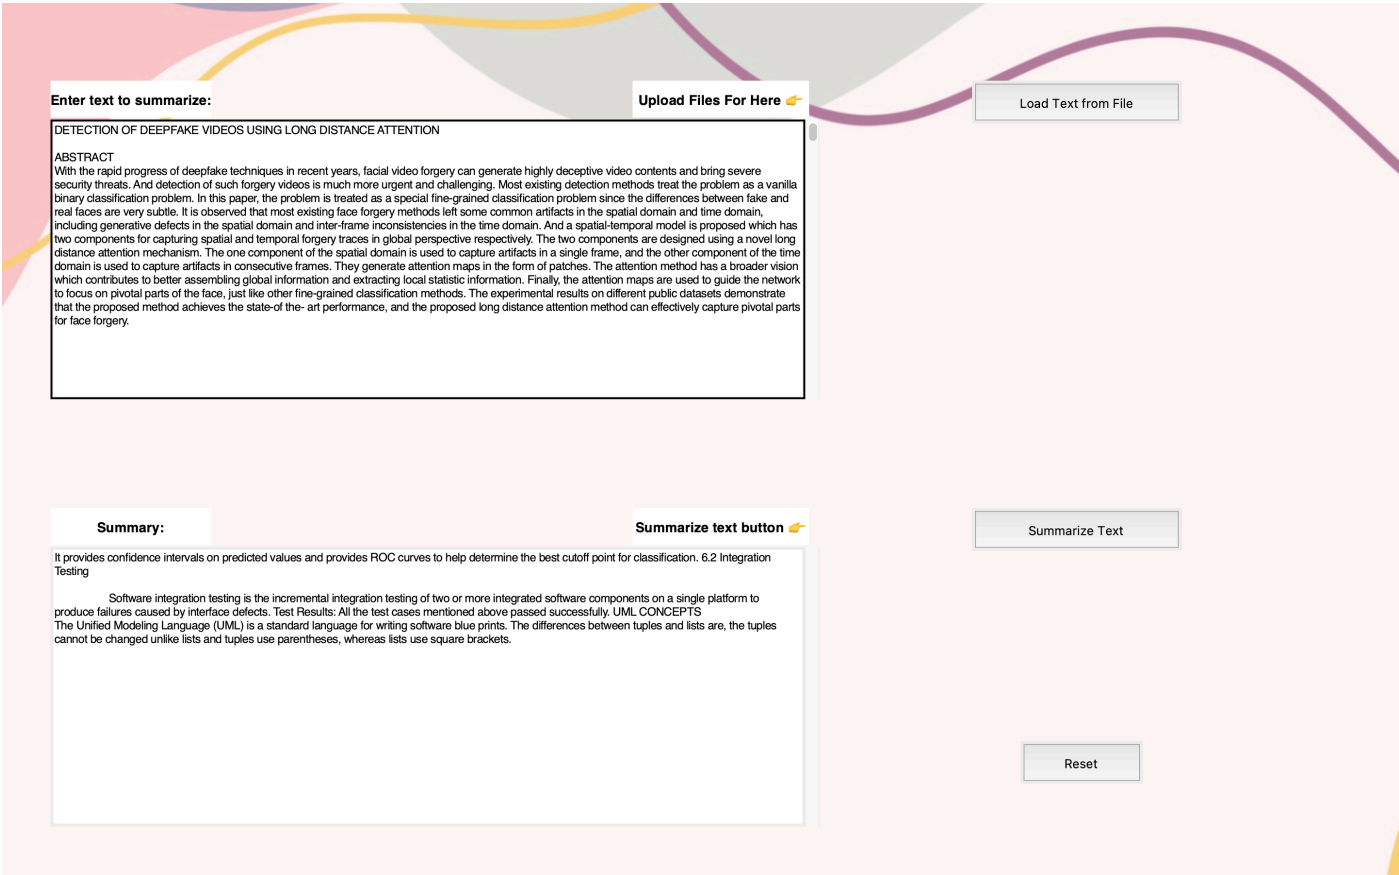 Enter text to summarize:
Upload Files For Here 👉
Load Text from File
DETECTION OF DEEPFAKE VIDEOS USING LONG DISTANCE ATTENTION
ABSTRACT
With the rapid progress of deepfake techniques in recent years, facial video forgery can generate highly deceptive video contents and bring severe
security threats. And detection of such forgery videos is much more urgent and challenging. Most existing detection methods treat the problem as a vanilla
binary classification problem. In this paper, the problem is treated as a special fine-grained classification problem since the differences between fake and
real faces are very subtle. It is observed that most existing face forgery methods left some common artifacts in the spatial domain and time domain,
including generative defects in the spatial domain and inter-frame inconsistencies in the time domain. And a spatial-temporal model is proposed which has
two components for capturing spatial and temporal forgery traces in global perspective respectively. The two components are designed using a novel long
distance attention mechanism. The one component of the spatial domain is used to capture artifacts in a single frame, and the other component of the time
domain is used to capture artifacts in consecutive frames. They generate attention maps in the form of patches. The attention method has a broader vision
which contributes to better assembling global information and extracting local statistic information. Finally, the attention maps are used to guide the network
to focus on pivotal parts of the face, just like other fine-grained classification methods. The experimental results on different public datasets demonstrate
that the proposed method achieves the state-of the- art performance, and the proposed long distance attention method can effectively capture pivotal parts
for face forgery.
Summary:
Summarize text button 👉
Summarize Text
It provides confidence intervals on predicted values and provides ROC curves to help determine the best cutoff point for classification. 6.2 Integration
Testing
Software integration testing is the incremental integration testing of two or more integrated software components on a single platform to
produce failures caused by interface defects. Test Results: All the test cases mentioned above passed successfully. UML CONCEPTS
The Unified Modeling Language (UML) is a standard language for writing software blue prints. The differences between tuples and lists are, the tuples
cannot be changed unlike lists and tuples use parentheses, whereas lists use square brackets.
Reset